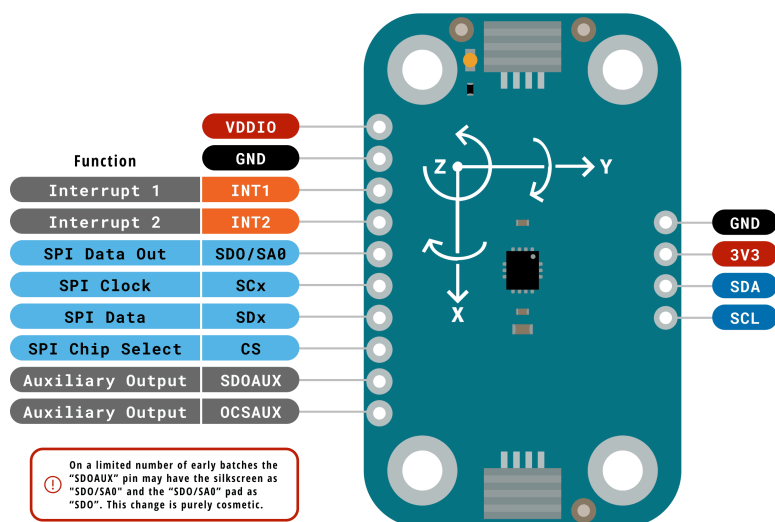 VDDIO
Function GND
Interrupt 1 INT1
Interrupt 2 INT2
SPI Data Out SDO/SA0
SPI Clock SCx
SPI Data SDx
SPI Chip Select CS
Auxiliary Output SDOAUX
Auxiliary Output OCSAUX
Z Y
X
GND
3V3
SDA
SCL
On a limited number of early batches the
“SDOAUX” pin may have the silkscreen as
"SDO/SA0" and the “SDO/SA0” pad as
“SDO”. This change is purely cosmetic.